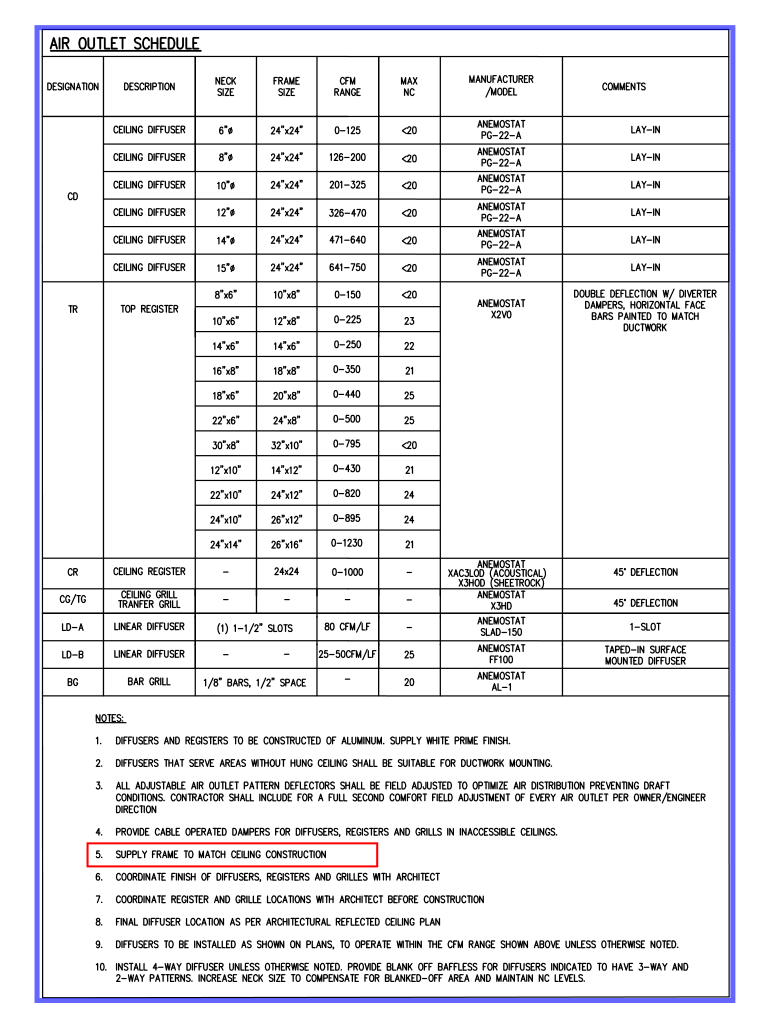 AIR OUTLET SCHEDULE
DESIGNATION DESCRIPTION NECK SIZE FRAME SIZE CFM RANGE MAX NC MANUFACTURER /MODEL COMMENTS
CD
CEILING DIFFUSER 6"ø 24"x24" 0-125 <20 ANEMOSTAT PG-22-A LAY-IN
CEILING DIFFUSER 8"ø 24"x24" 126-200 <20 ANEMOSTAT PG-22-A LAY-IN
CEILING DIFFUSER 10"ø 24"x24" 201-325 <20 ANEMOSTAT PG-22-A LAY-IN
CEILING DIFFUSER 12"ø 24"x24" 326-470 <20 ANEMOSTAT PG-22-A LAY-IN
CEILING DIFFUSER 14"ø 24"x24" 471-640 <20 ANEMOSTAT PG-22-A LAY-IN
CEILING DIFFUSER 15"ø 24"x24" 641-750 <20 ANEMOSTAT PG-22-A LAY-IN
TR TOP REGISTER 8"x6" 10"x8" 0-150 <20 ANEMOSTAT X2VO DOUBLE DEFLECTION W/ DIVERTER DAMPERS, HORIZONTAL FACE BARS PAINTED TO MATCH DUCTWORK
10"x6" 12"x8" 0-225 23
14"x6" 14"x6" 0-250 22
16"x8" 18"x8" 0-350 21
18"x6" 20"x8" 0-440 25
22"x6" 24"x8" 0-500 25
30"x8" 32"x10" 0-795 <20
12"x10" 14"x12" 0-430 21
22"x10" 24"x12" 0-820 24
24"x10" 26"x12" 0-895 24
24"x14" 26"x16" 0-1230 21
CR CEILING REGISTER - 24x24 0-1000 - ANEMOSTAT XAC3LOD (ACOUSTICAL) X3HOD (SHEETROCK) 45° DEFLECTION
CG/TG CEILING GRILL TRANFER GRILL - - - - ANEMOSTAT X3HD 45° DEFLECTION
LD-A LINEAR DIFFUSER (1) 1-1/2" SLOTS 80 CFM/LF - ANEMOSTAT SLAD-150 1-SLOT
LD-B LINEAR DIFFUSER - - 25-50CFM/LF 25 ANEMOSTAT FF100 TAPED-IN SURFACE MOUNTED DIFFUSER
BG BAR GRILL 1/8" BARS, 1/2" SPACE - 20 ANEMOSTAT AL-1
NOTES:
1. DIFFUSERS AND REGISTERS TO BE CONSTRUCTED OF ALUMINUM. SUPPLY WHITE PRIME FINISH.
2. DIFFUSERS THAT SERVE AREAS WITHOUT HUNG CEILING SHALL BE SUITABLE FOR DUCTWORK MOUNTING.
3. ALL ADJUSTABLE AIR OUTLET PATTERN DEFLECTORS SHALL BE FIELD ADJUSTED TO OPTIMIZE AIR DISTRIBUTION PREVENTING DRAFT
CONDITIONS. CONTRACTOR SHALL INCLUDE FOR A FULL SECOND COMFORT FIELD ADJUSTMENT OF EVERY AIR OUTLET PER OWNER/ENGINEER
DIRECTION
4. PROVIDE CABLE OPERATED DAMPERS FOR DIFFUSERS, REGISTERS AND GRILLS IN INACCESSIBLE CEILINGS.
5. SUPPLY FRAME TO MATCH CEILING CONSTRUCTION
6. COORDINATE FINISH OF DIFFUSERS, REGISTERS AND GRILLES WITH ARCHITECT
7. COORDINATE REGISTER AND GRILLE LOCATIONS WITH ARCHITECT BEFORE CONSTRUCTION
8. FINAL DIFFUSER LOCATION AS PER ARCHITECTURAL REFLECTED CEILING PLAN
9. DIFFUSERS TO BE INSTALLED AS SHOWN ON PLANS, TO OPERATE WITHIN THE CFM RANGE SHOWN ABOVE UNLESS OTHERWISE NOTED.
10. INSTALL 4-WAY DIFFUSER UNLESS OTHERWISE NOTED. PROVIDE BLANK OFF BAFFLESS FOR DIFFUSERS INDICATED TO HAVE 3-WAY AND
2-WAY PATTERNS. INCREASE NECK SIZE TO COMPENSATE FOR BLANKED-OFF AREA AND MAINTAIN NC LEVELS.